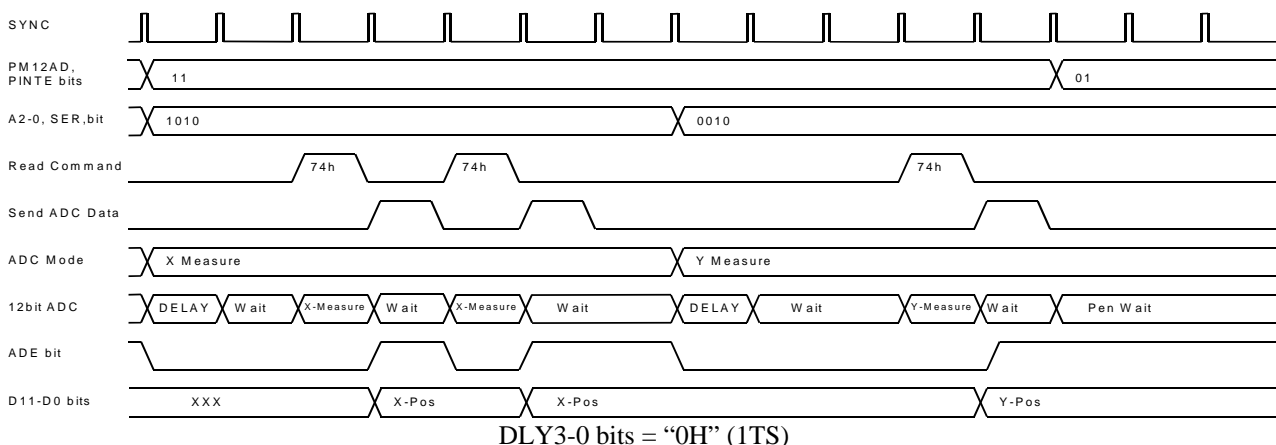 SYNC
PM12AD,
PINTE bits
11
01
A2-0, SER,bit
1010
0010
Read Command
74h
74h
74h
Send ADC Data
ADC Mode
X Measure
Y Measure
12bit ADC
DELAY
Wait
X-Measure
Wait
X-Measure
Wait
DELAY
Wait
Y-Measure
Wait
Pen Wait
ADE bit
D11-D0 bits
XXX
X-Pos
X-Pos
Y-Pos
DLY3-0 bits = “0H” (1TS)